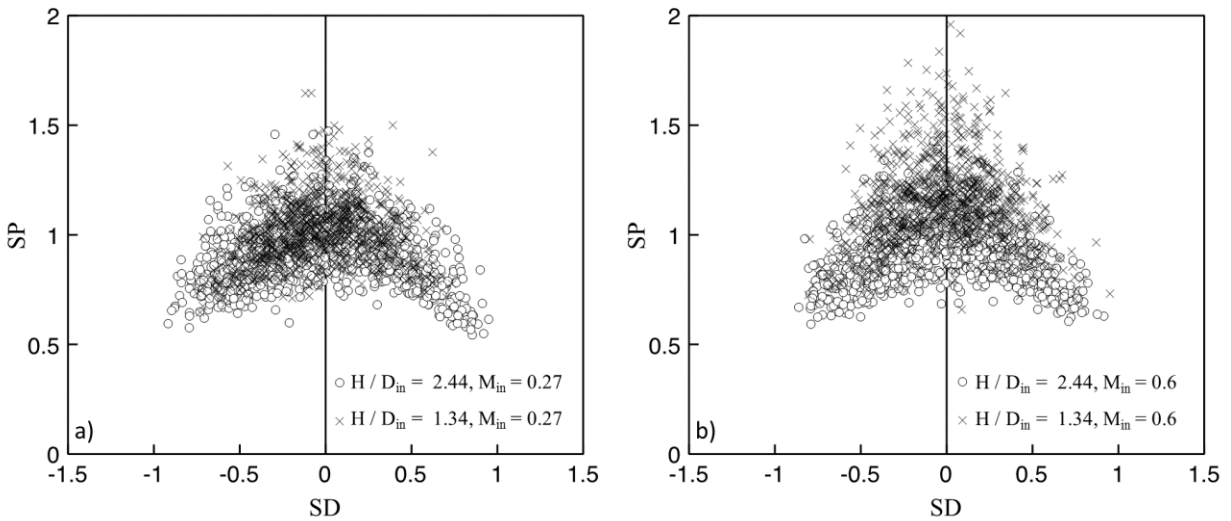 2
1.5
1
0.5
0
SP
-1.5
-1
-0.5
0
0.5
1
1.5
SD
a)
H / Din = 2.44, Min = 0.27
H / Din = 1.34, Min = 0.27
2
1.5
1
0.5
0
SP
-1.5
-1
-0.5
0
0.5
1
1.5
SD
b)
H / Din = 2.44, Min = 0.6
H / Din = 1.34, Min = 0.6